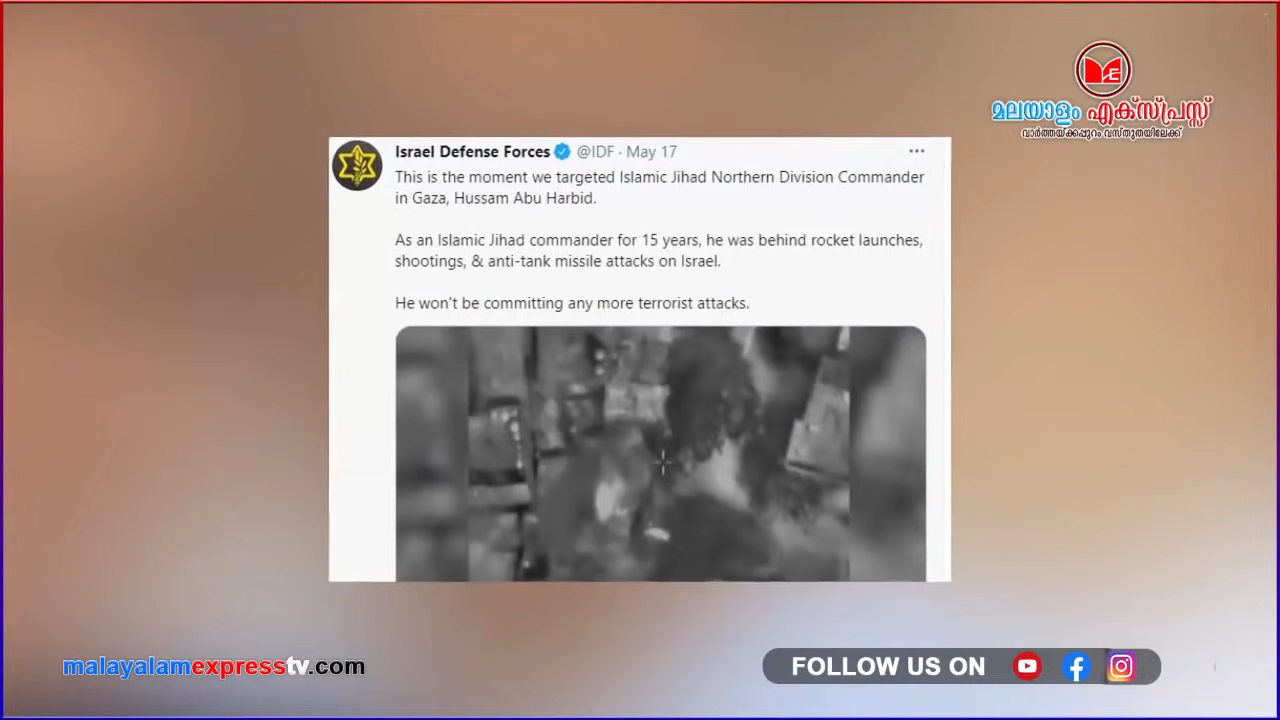 മലയാളം എക്സ്പ്രസ്സ്
വാർത്തയ്ക്കപ്പുറം വസ്തുതയിലേക്ക്
Israel Defense Forces @IDF · May 17
This is the moment we targeted Islamic Jihad Northern Division Commander
in Gaza, Hussam Abu Harbid.
As an Islamic Jihad commander for 15 years, he was behind rocket launches,
shootings, & anti-tank missile attacks on Israel.
He won't be committing any more terrorist attacks.
malayalamexpresstv.com
FOLLOW US ON